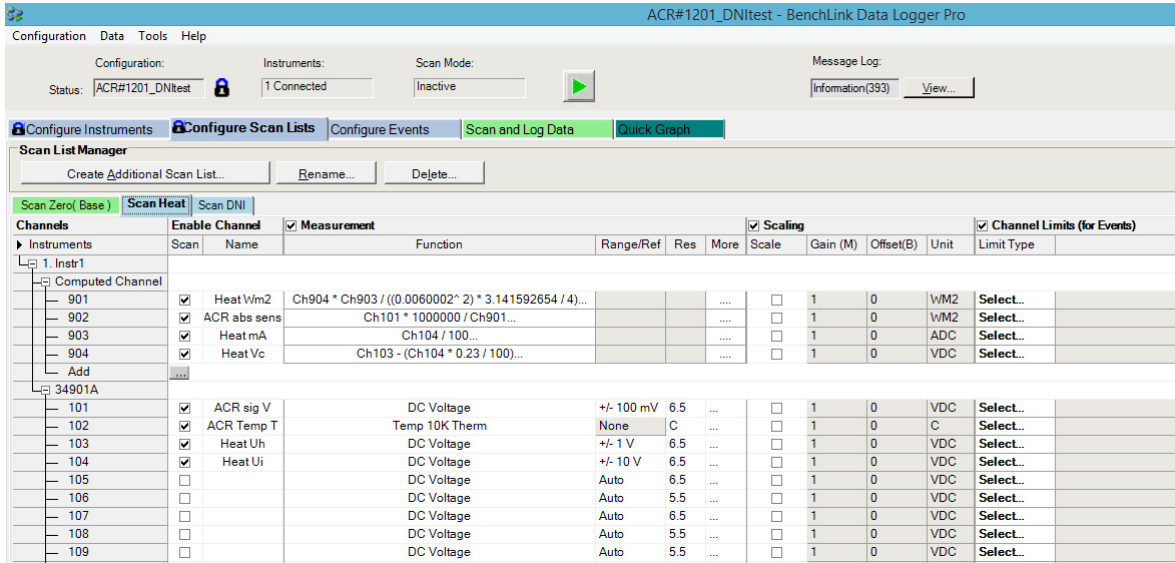 ACR#1201_DNItest - BenchLink Data Logger Pro
Configuration Data Tools Help
Configuration: Instruments: Scan Mode: Message Log:
Status: ACR#1201_DNItest 1 Connected Inactive Information(393) View...
Configure Instruments Configure Scan Lists Configure Events Scan and Log Data Quick Graph
Scan List Manager
Create Additional Scan List... Rename... Delete...
Scan Zero( Base ) Scan Heat Scan DNI
Channels Enable Channel Measurement Scaling Channel Limits (for Events)
Instruments Scan Name Function Range/Ref Res More Scale Gain (M) Offset(B) Unit Limit Type
1. Instr1
Computed Channel
901 Heat Wm2 Ch904 * Ch903 / ((0.0060002^ 2) * 3.141592654 / 4)... .... 1 0 WM2 Select...
902 ACR abs sens Ch101 * 1000000 / Ch901... .... 1 0 WM2 Select...
903 Heat mA Ch104 / 100... .... 1 0 ADC Select...
904 Heat Vc Ch103 - (Ch104 * 0.23 / 100)... .... 1 0 VDC Select...
Add ...
34901A
101 ACR sig V DC Voltage +/- 100 mV 6.5 ... 1 0 VDC Select...
102 ACR Temp T Temp 10K Therm None C ... 1 0 C Select...
103 Heat Uh DC Voltage +/- 1 V 6.5 ... 1 0 VDC Select...
104 Heat Ui DC Voltage +/- 10 V 6.5 ... 1 0 VDC Select...
105 DC Voltage Auto 6.5 ... 1 0 VDC Select...
106 DC Voltage Auto 5.5 ... 1 0 VDC Select...
107 DC Voltage Auto 6.5 ... 1 0 VDC Select...
108 DC Voltage Auto 5.5 ... 1 0 VDC Select...
109 DC Voltage Auto 5.5 ... 1 0 VDC Select...